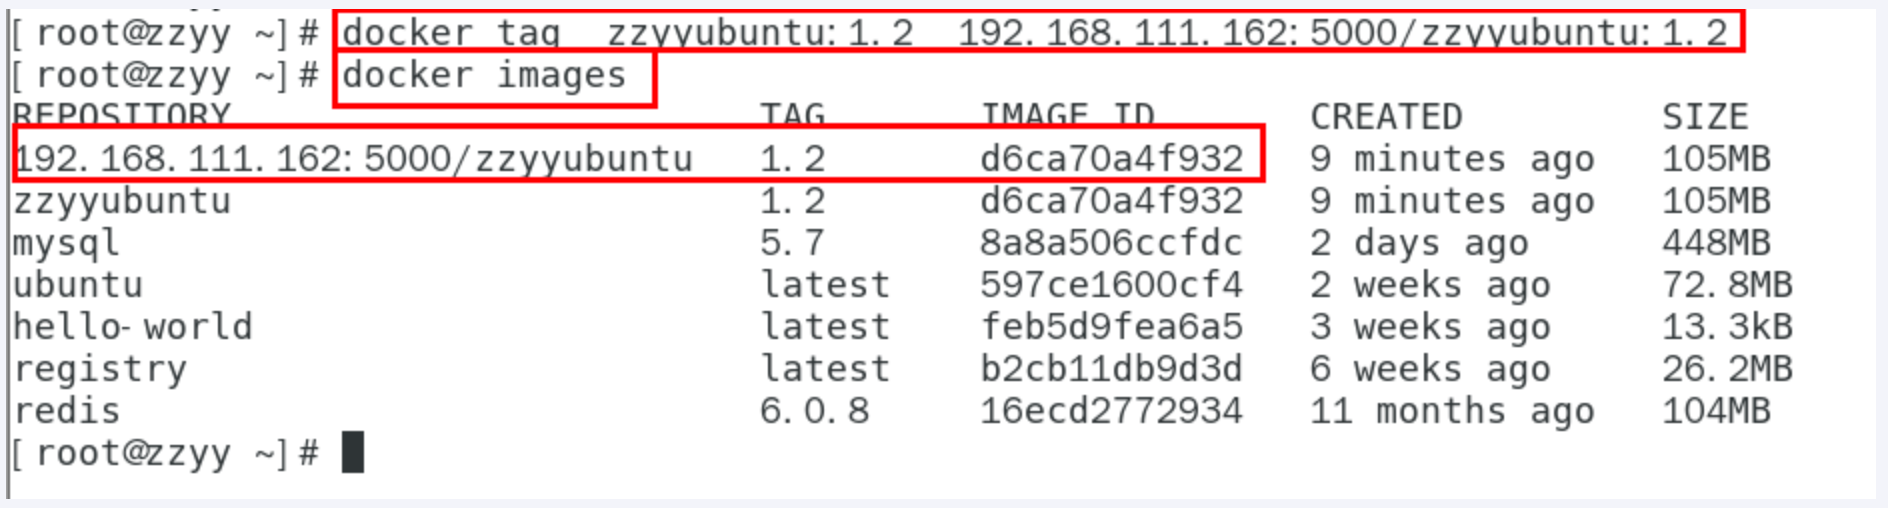 [root@zzyy ~]# docker tag  zzyyubuntu:1.2  192.168.111.162:5000/zzyyubuntu:1.2
[root@zzyy ~]# docker images
REPOSITORY                        TAG       IMAGE ID       CREATED         SIZE
192.168.111.162:5000/zzyyubuntu   1.2       d6ca70a4f932   9 minutes ago   105MB
zzyyubuntu                        1.2       d6ca70a4f932   9 minutes ago   105MB
mysql                             5.7       8a8a506ccfdc   2 days ago      448MB
ubuntu                            latest    597ce1600cf4   2 weeks ago     72.8MB
hello-world                       latest    feb5d9fea6a5   3 weeks ago     13.3kB
registry                          latest    b2cb11db9d3d   6 weeks ago     26.2MB
redis                             6.0.8     16ecd2772934   11 months ago   104MB
[root@zzyy ~]#